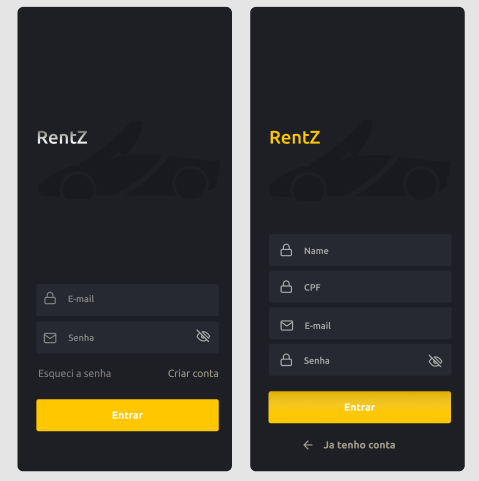 RentZ
E-mail
Senha
Esqueci a senha Criar conta
Entrar
RentZ
Name
CPF
E-mail
Senha
Entrar
Ja tenho conta